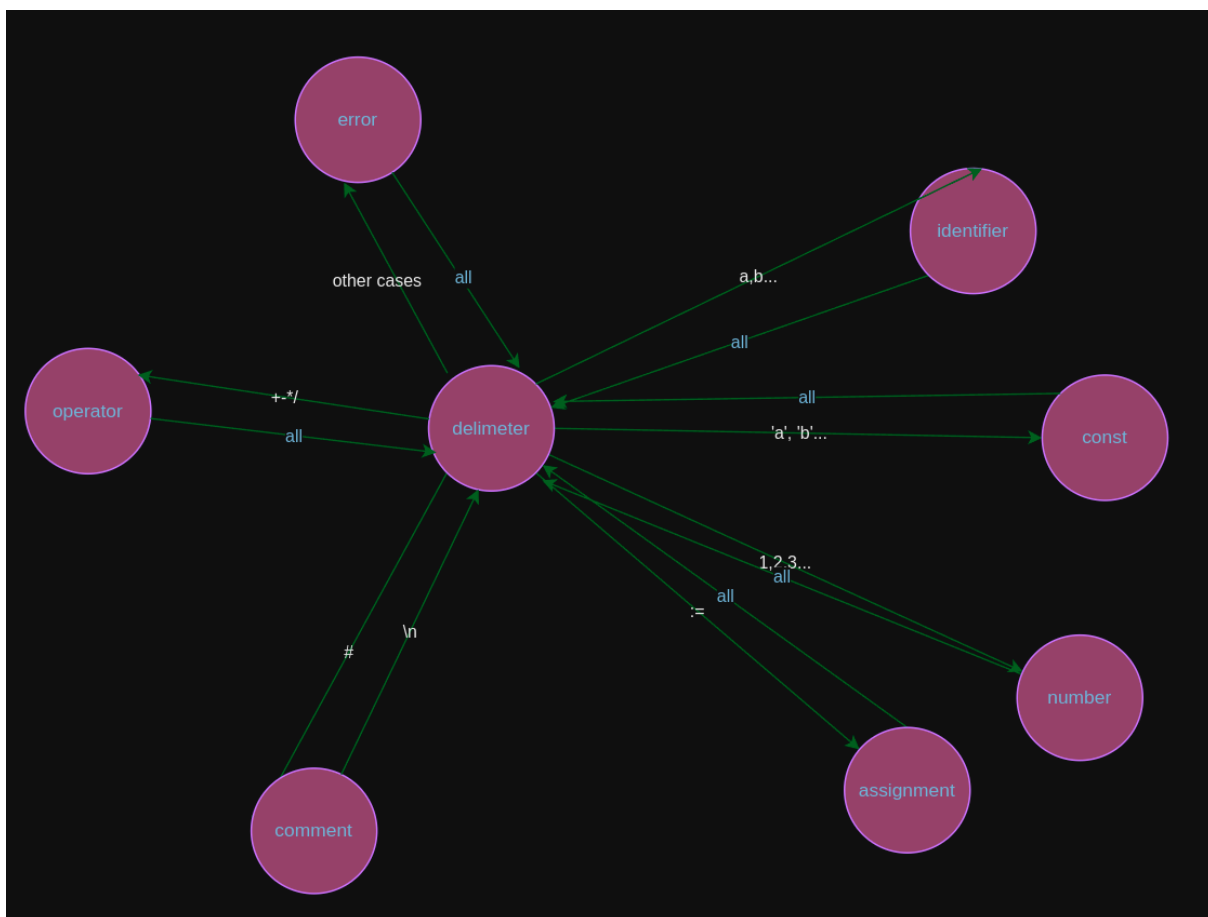 error
identifier
other cases
all
a,b...
all
operator
+-*/
all
delimeter
all
'a', 'b'...
const
1,2,3...
all
all
:=
\n
#
number
assignment
comment